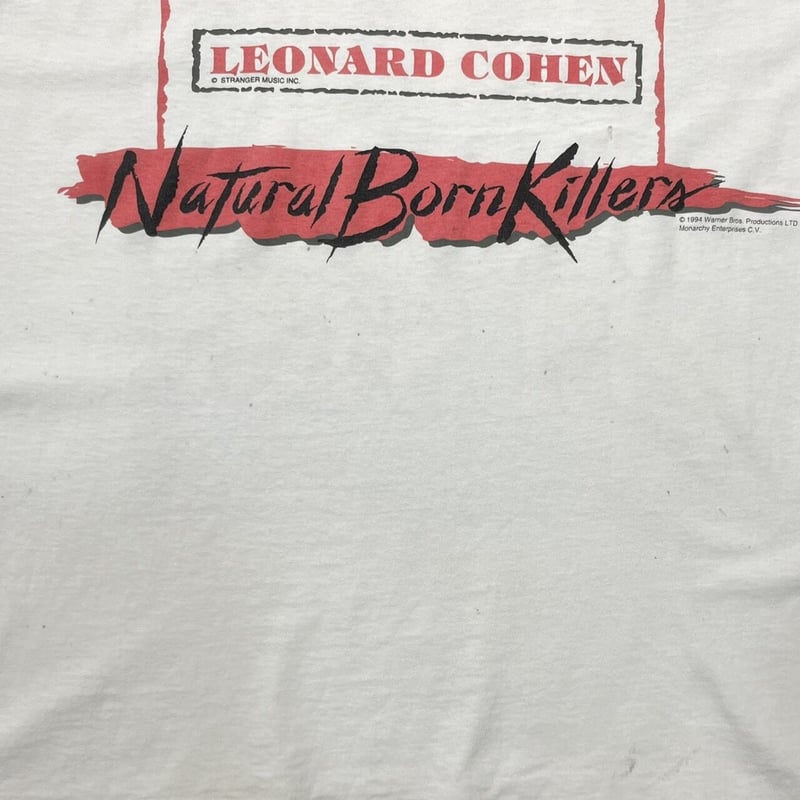 LEONARD COHEN
© STRANGER MUSIC INC.
Natural Born Killers
© 1994 Warner Bros. Productions LTD
Monarchy Enterprises C.V.